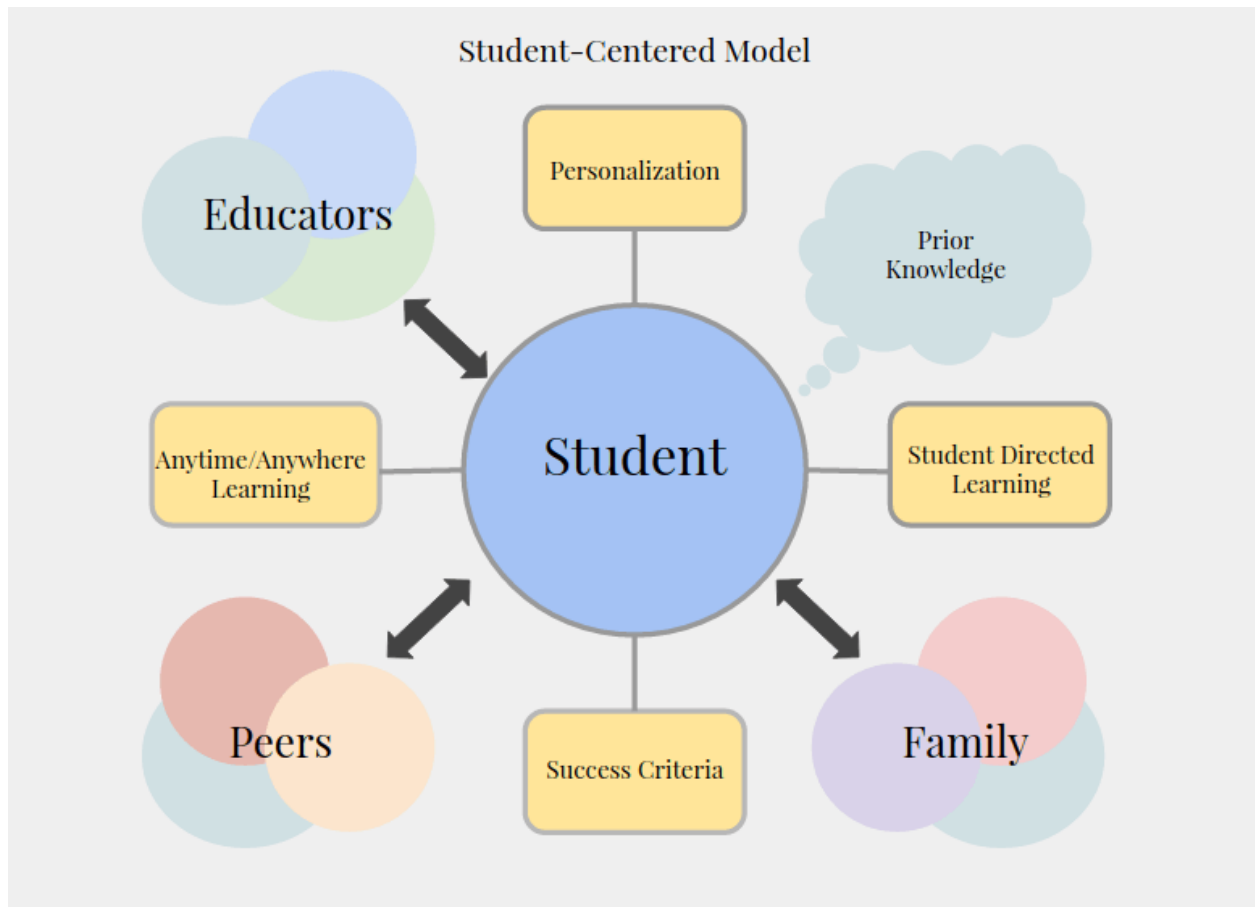 Student-Centered Model
Personalization
Educators
Prior
Knowledge
Anytime/Anywhere
Learning
Student
Student Directed
Learning
Peers
Success Criteria
Family